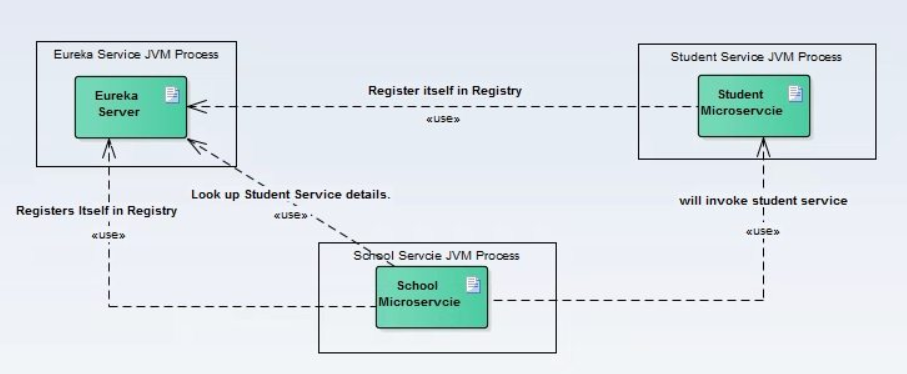 Eureka Service JVM Process
Eureka
Server
Student Service JVM Process
Student
Microservcie
Register itself in Registry
«use»
Look up Student Service details.
«use»
Registers Itself in Registry
«use»
will invoke student service
«use»
School Servcie JVM Process
School
Microservcie